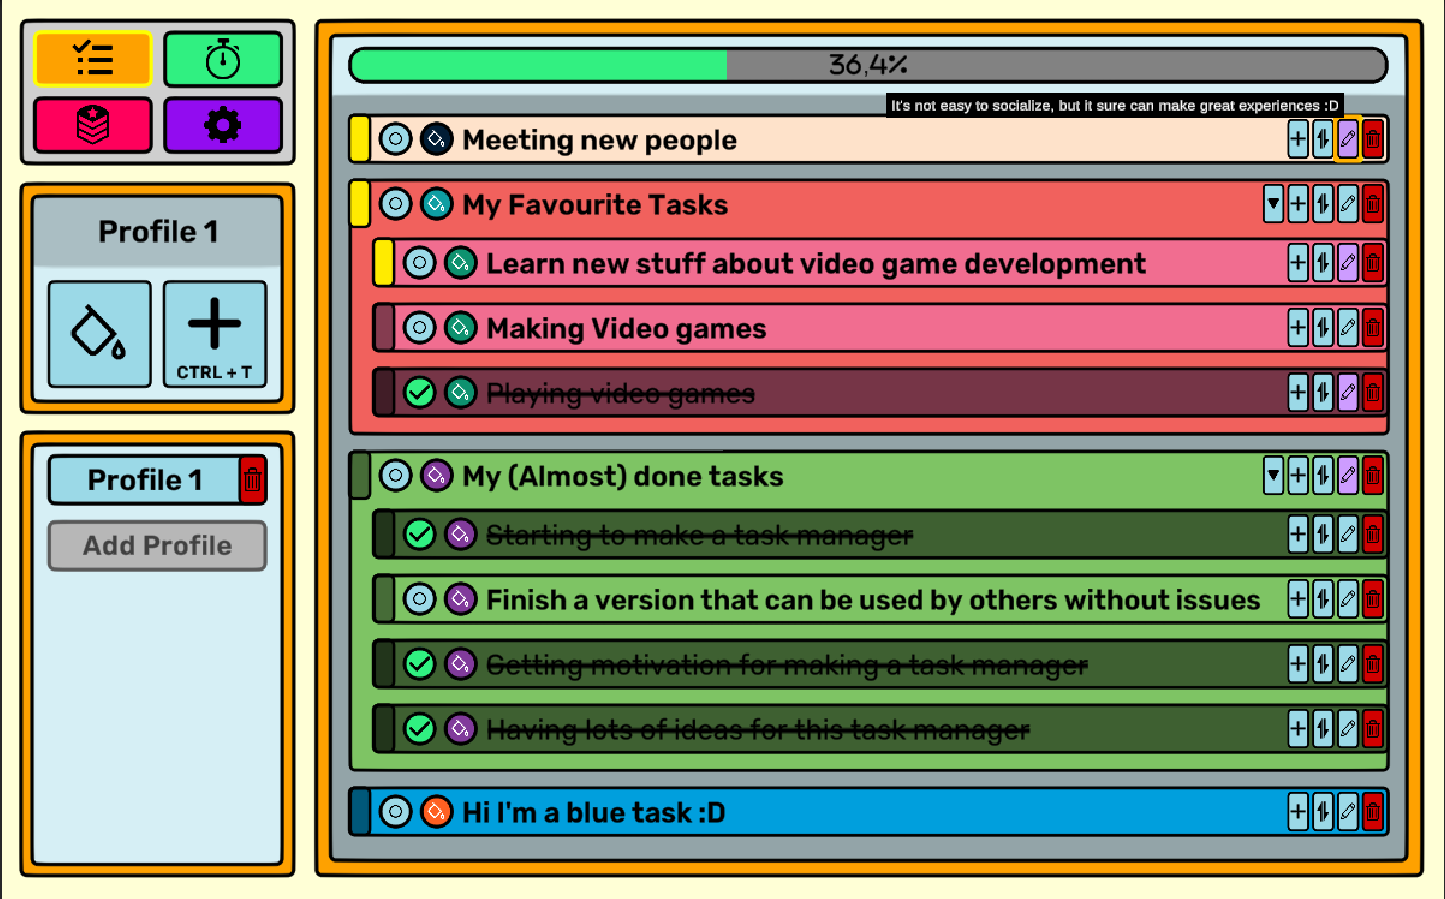 36,4%
It's not easy to socialize, but it sure can make great experiences :D
Meeting new people
My Favourite Tasks
Learn new stuff about video game development
Making Video games
Playing video games
My (Almost) done tasks
Starting to make a task manager
Finish a version that can be used by others without issues
Getting motivation for making a task manager
Having lots of ideas for this task manager
Hi I'm a blue task :D
Profile 1
CTRL + T
Profile 1
Add Profile